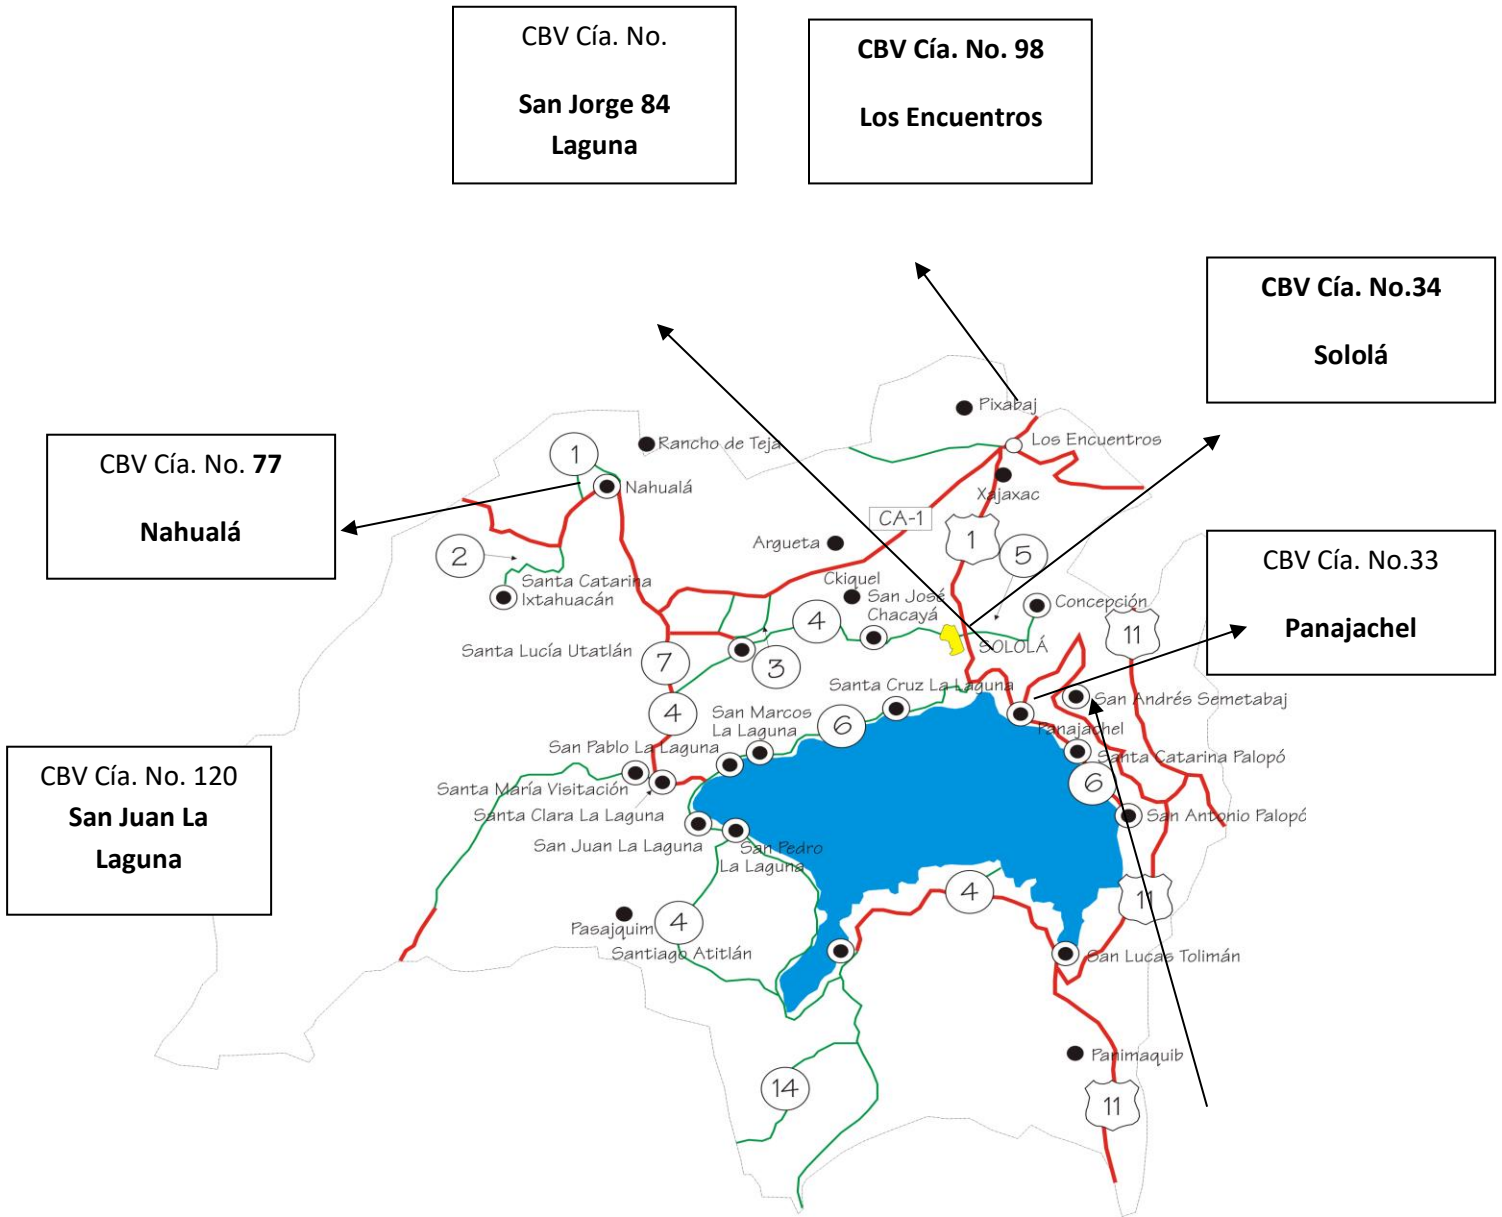 CBV Cía. No.
San Jorge 84
Laguna
CBV Cía. No. 98
Los Encuentros
CBV Cía. No.34
Sololá
CBV Cía. No. 77
Nahualá
CBV Cía. No.33
Panajachel
CBV Cía. No. 120
San Juan La
Laguna
Pixabaj
Rancho de Teja
Los Encuentros
1
Nahualá
Xajaxac
CA-1
1
5
Argueta
2
Santa Catarina
Ixtahuacán
Ckiquel
San José
Chacayá
Concepción
4
11
SOLOLÁ
Santa Lucía Utatlán
7
3
Santa Cruz La Laguna
San Andrés Semetabaj
4
San Marcos
La Laguna
6
Panajachel
San Pablo La Laguna
Santa Catarina Palopó
Santa María Visitación
6
Santa Clara La Laguna
San Antonio Palopó
San Juan La Laguna
San Pedro
La Laguna
4
11
Pasajquim
4
Santiago Atitlán
San Lucas Tolimán
Panimaquib
14
11